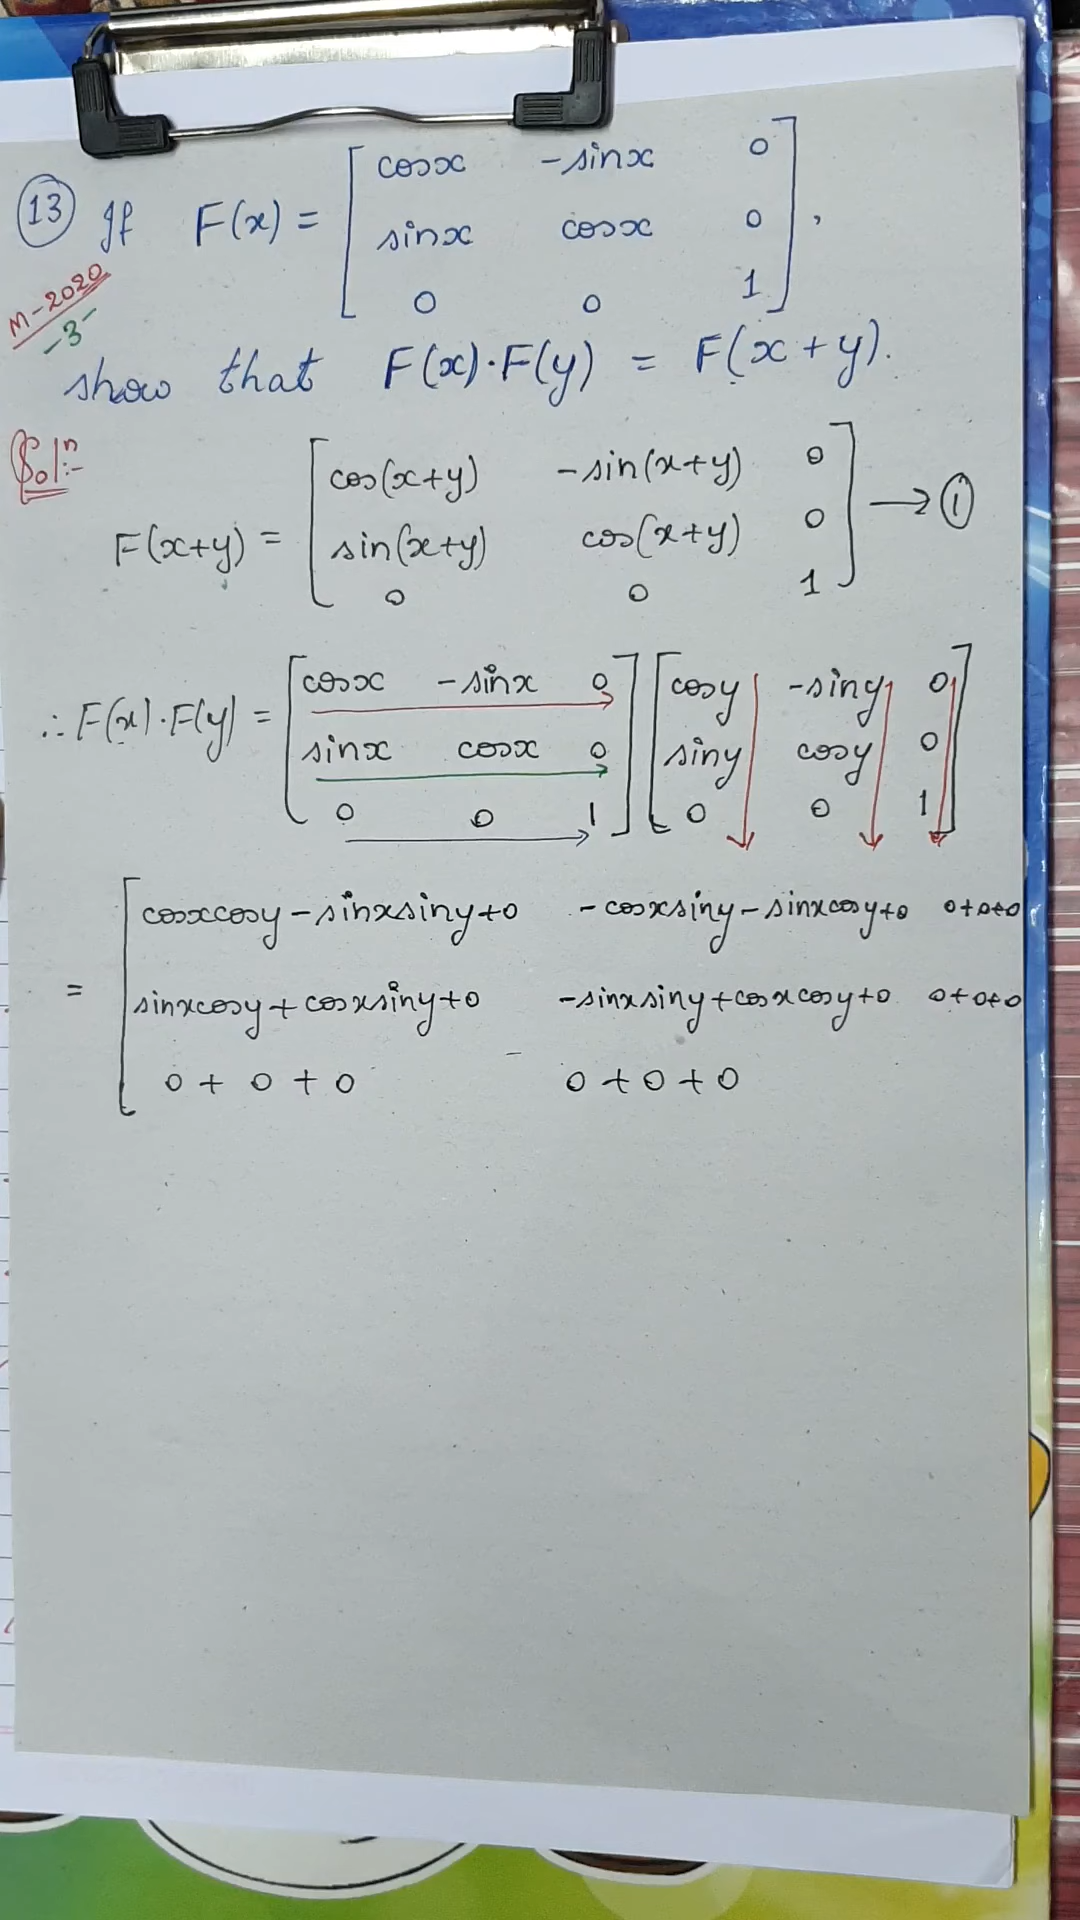 (13) If F(x) = [ cosx -sinx 0
sinx cosx 0
0 0 1 ],
M-2020
-3-
show that F(x)·F(y) = F(x+y).
Solⁿ:-
F(x+y) = [ cos(x+y) -sin(x+y) 0
sin(x+y) cos(x+y) 0
0 0 1 ] → (1)
∴ F(x)·F(y) = [ cosx -sinx 0
sinx cosx 0
0 0 1 ] [ cosy -siny 0
siny cosy 0
0 0 1 ]
= [ cosxcosy-sinxsiny+0 -cosxsiny-sinxcosy+0 0+0+0
sinxcosy+cosxsiny+0 -sinxsiny+cosxcosy+0 0+0+0
0+0+0 0+0+0